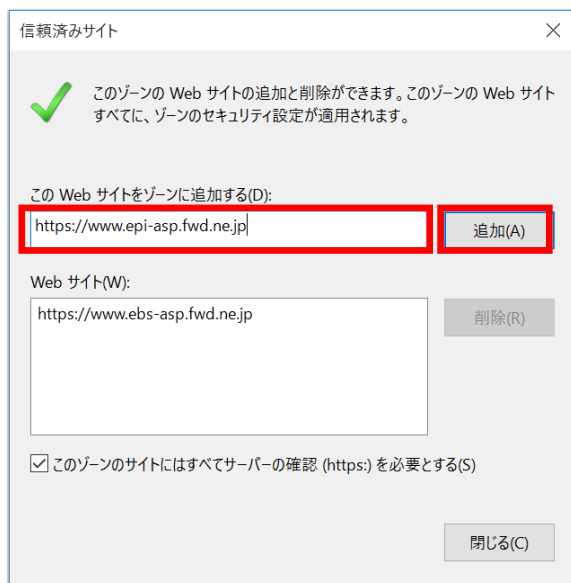 信頼済みサイト
このゾーンの Web サイトの追加と削除ができます。このゾーンの Web サイト
すべてに、ゾーンのセキュリティ設定が適用されます。
この Web サイトをゾーンに追加する(D):
https://www.epi-asp.fwd.ne.jp
追加(A)
Web サイト(W):
https://www.ebs-asp.fwd.ne.jp
削除(R)
このゾーンのサイトにはすべてサーバーの確認 (https:) を必要とする(S)
閉じる(C)